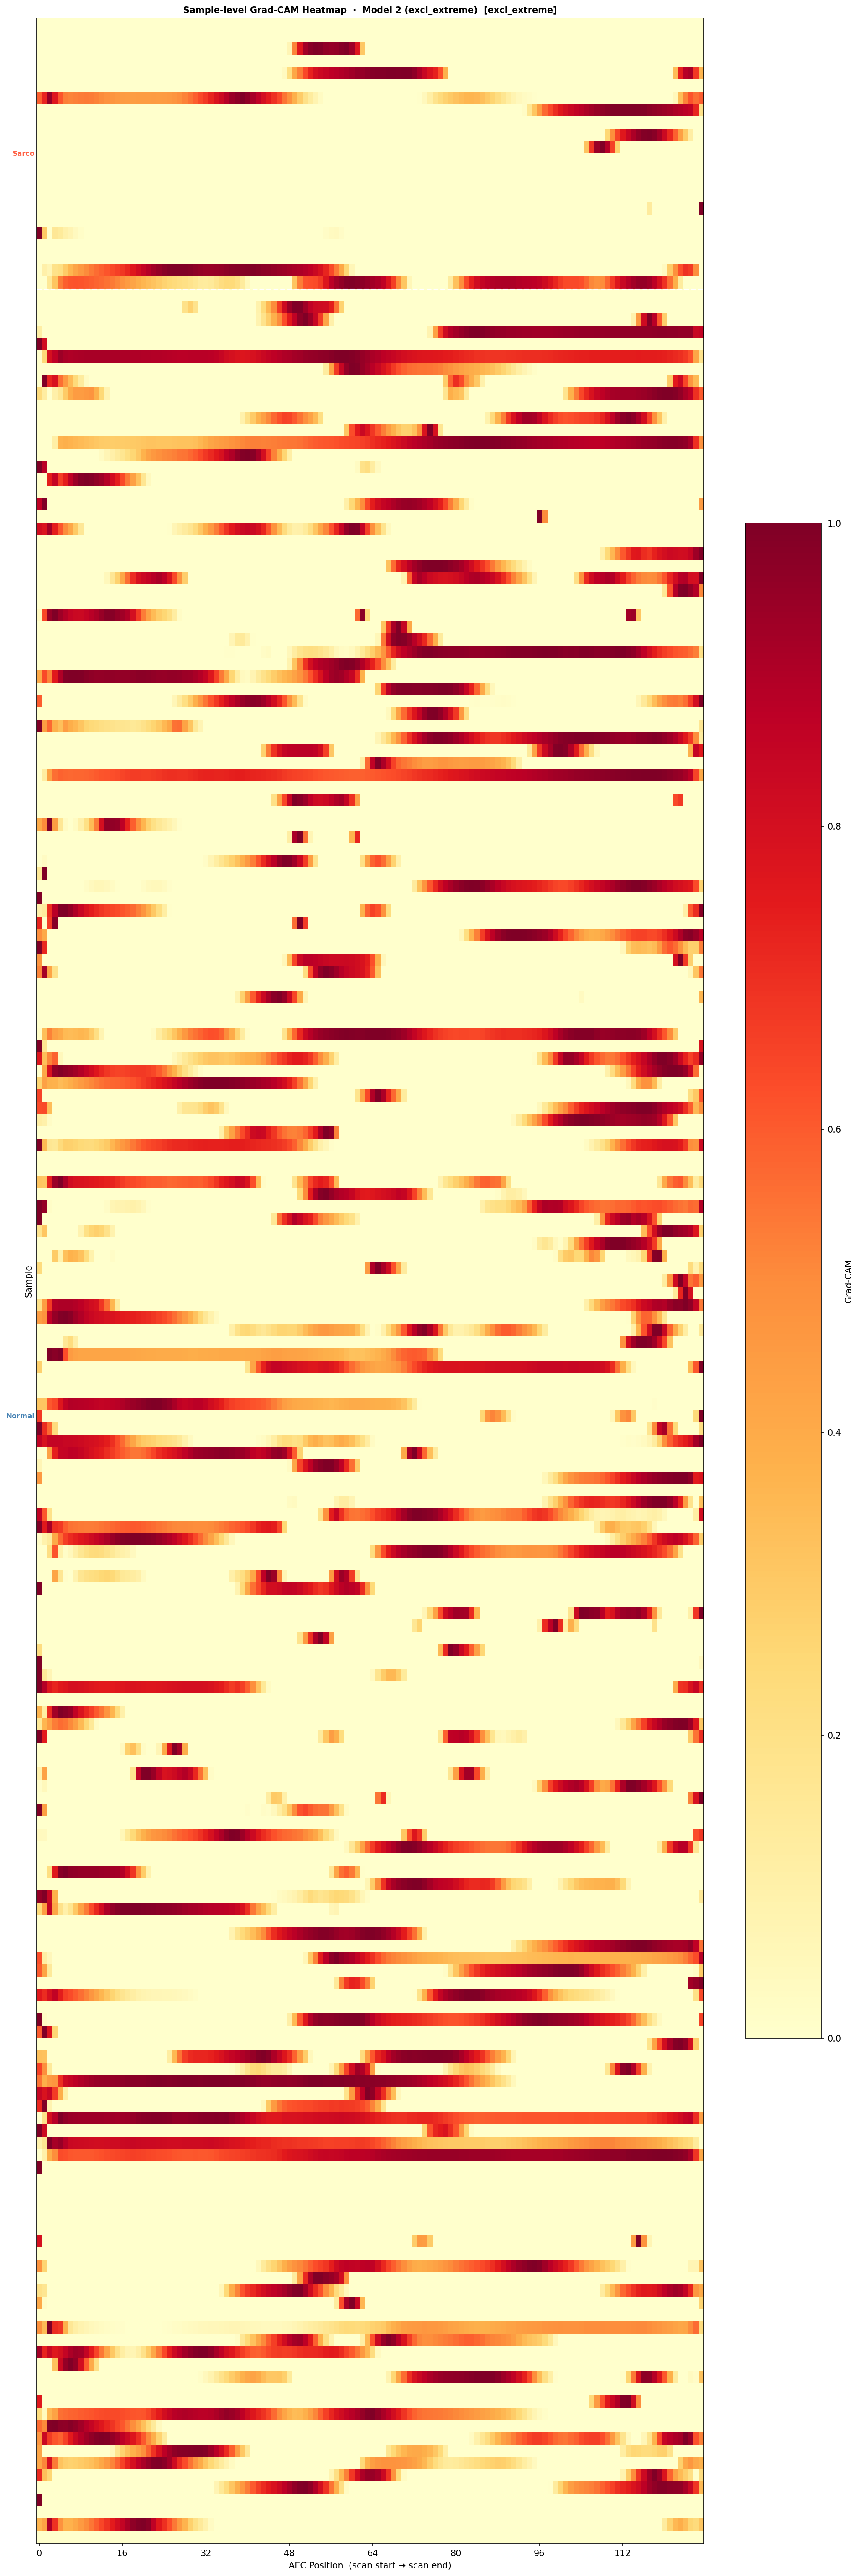 Sample-level Grad-CAM Heatmap · Model 2 (excl_extreme) [excl_extreme]
Sarco
1.0
0.8
0.6
Sample
Grad-CAM
0.4
Normal
0.2
0.0
0 16 32 48 64 80 96 112
AEC Position (scan start → scan end)